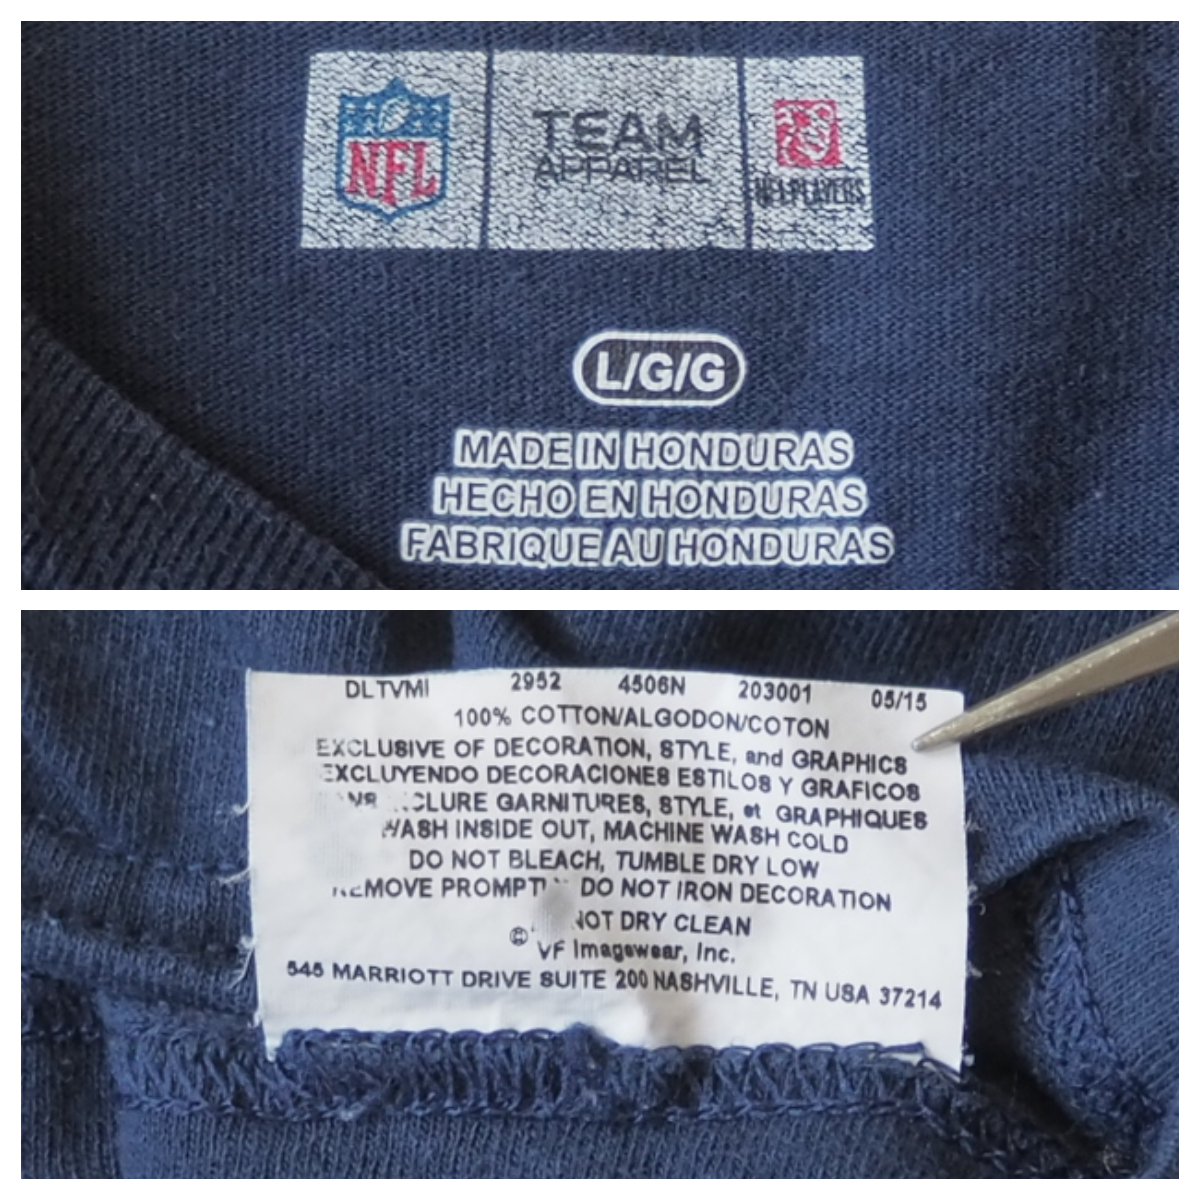 NFL
TEAM
APPAREL
NFL PLAYERS
L/G/G
MADE IN HONDURAS
HECHO EN HONDURAS
FABRIQUE AU HONDURAS
DLTVMI 2952 4506N 203001 05/15
100% COTTON/ALGODON/COTON
EXCLUSIVE OF DECORATION, STYLE, and GRAPHICS
EXCLUYENDO DECORACIONES ESTILOS Y GRAFICOS
GARNITURES, STYLE, et GRAPHIQUES
WASH INSIDE OUT, MACHINE WASH COLD
DO NOT BLEACH, TUMBLE DRY LOW
REMOVE DO NOT IRON DECORATION
NOT DRY CLEAN
© VF Imagewear, Inc.
545 MARRIOTT DRIVE SUITE 200 NASHVILLE, TN USA 37214